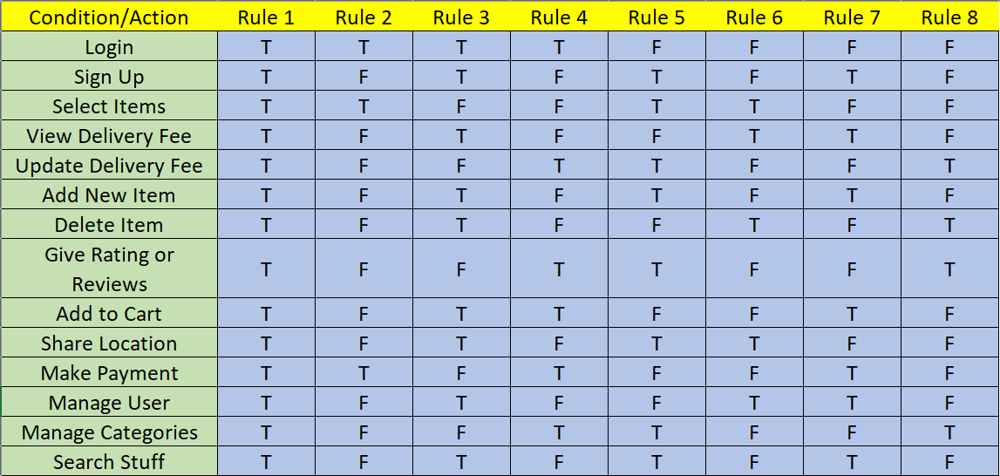 Condition/Action Rule 1 Rule 2 Rule 3 Rule 4 Rule 5 Rule 6 Rule 7 Rule 8
Login T T T T F F F F
Sign Up T F T F T F T F
Select Items T T F F T T F F
View Delivery Fee T F T F F T T F
Update Delivery Fee T F F T T F F T
Add New Item T F T F T F T F
Delete Item T F T F F T F T
Give Rating or
Reviews T F F T T F F T
Add to Cart T F T T F F T F
Share Location T F T F T T F F
Make Payment T T F T F F T F
Manage User T F T F F T T F
Manage Categories T F F T T F F T
Search Stuff T F T F T F T F